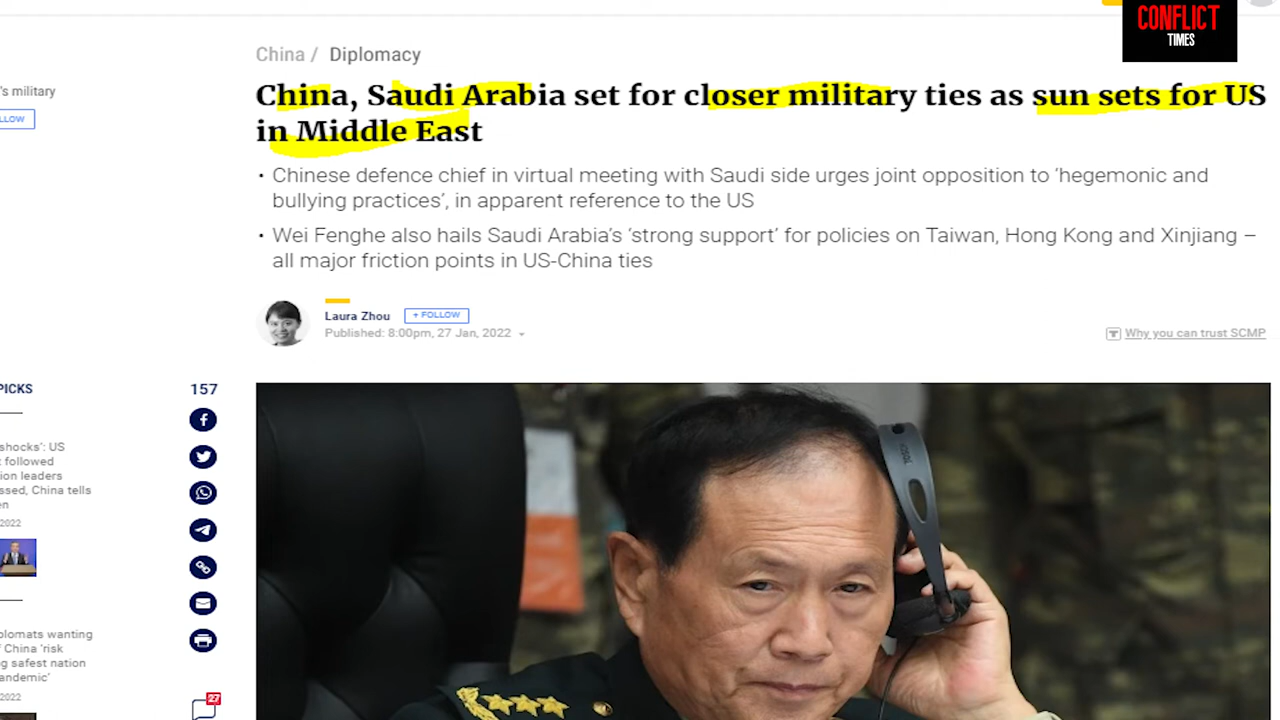 CONFLICT
TIMES
China / Diplomacy
China, Saudi Arabia set for closer military ties as sun sets for US
in Middle East
• Chinese defence chief in virtual meeting with Saudi side urges joint opposition to ‘hegemonic and
bullying practices’, in apparent reference to the US
• Wei Fenghe also hails Saudi Arabia’s ‘strong support’ for policies on Taiwan, Hong Kong and Xinjiang –
all major friction points in US-China ties
Laura Zhou + FOLLOW
Published: 8:00pm, 27 Jan, 2022
Why you can trust SCMP
's military
LLOW
PICKS
shocks’: US
followed
ion leaders
ssed, China tells
en
2022
plomats wanting
China ‘risk
ng safest nation
andemic’
2022
157
27